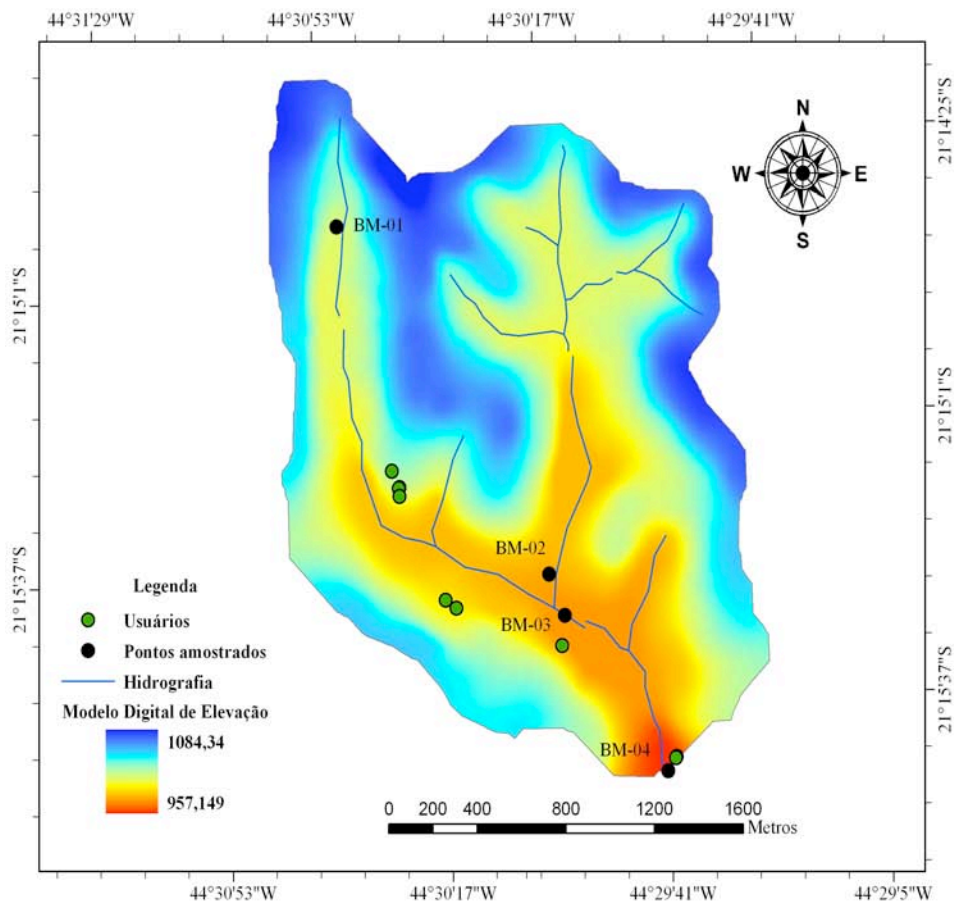 44°31'29"W 44°30'53"W 44°30'17"W 44°29'41"W
21°14'25"S
N
W E
S
BM-01
21°15'1"S
21°15'1"S
BM-02
21°15'37"S
Legenda
Usuários
BM-03
Pontos amostrados
Hidrografia
21°15'37"S
Modelo Digital de Elevação
1084,34
957,149
BM-04
0 200 400 800 1200 1600
Metros
44°30'53"W 44°30'17"W 44°29'41"W 44°29'5"W